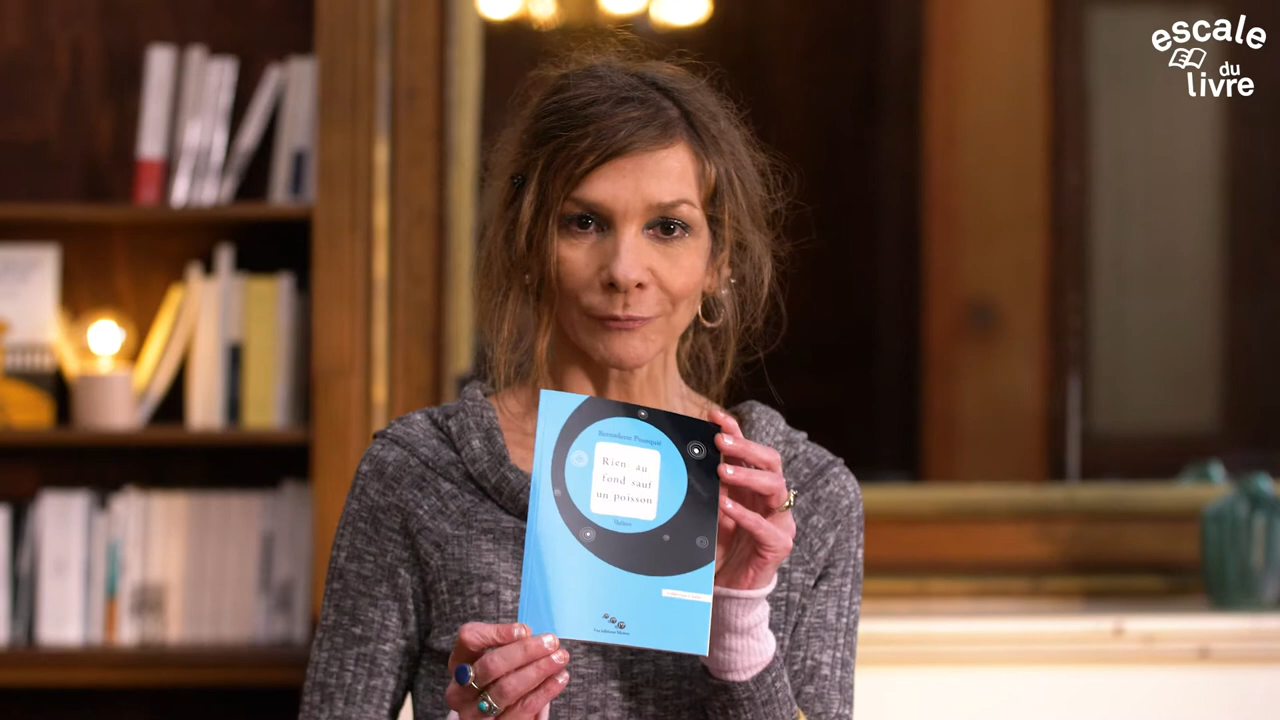 escale
du
livre
Bernadette Pourquié
Rien au
fond sauf
un poisson
Théâtre